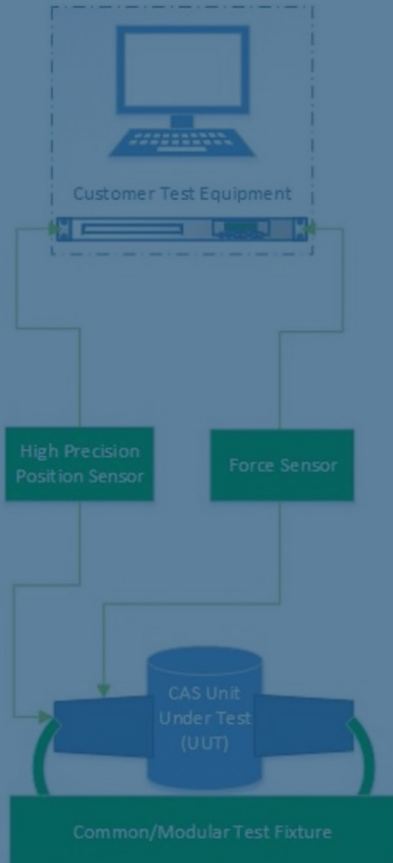 Customer Test Equipment
High Precision
Position Sensor
Force Sensor
CAS Unit
Under Test
(UUT)
Common/Modular Test Fixture